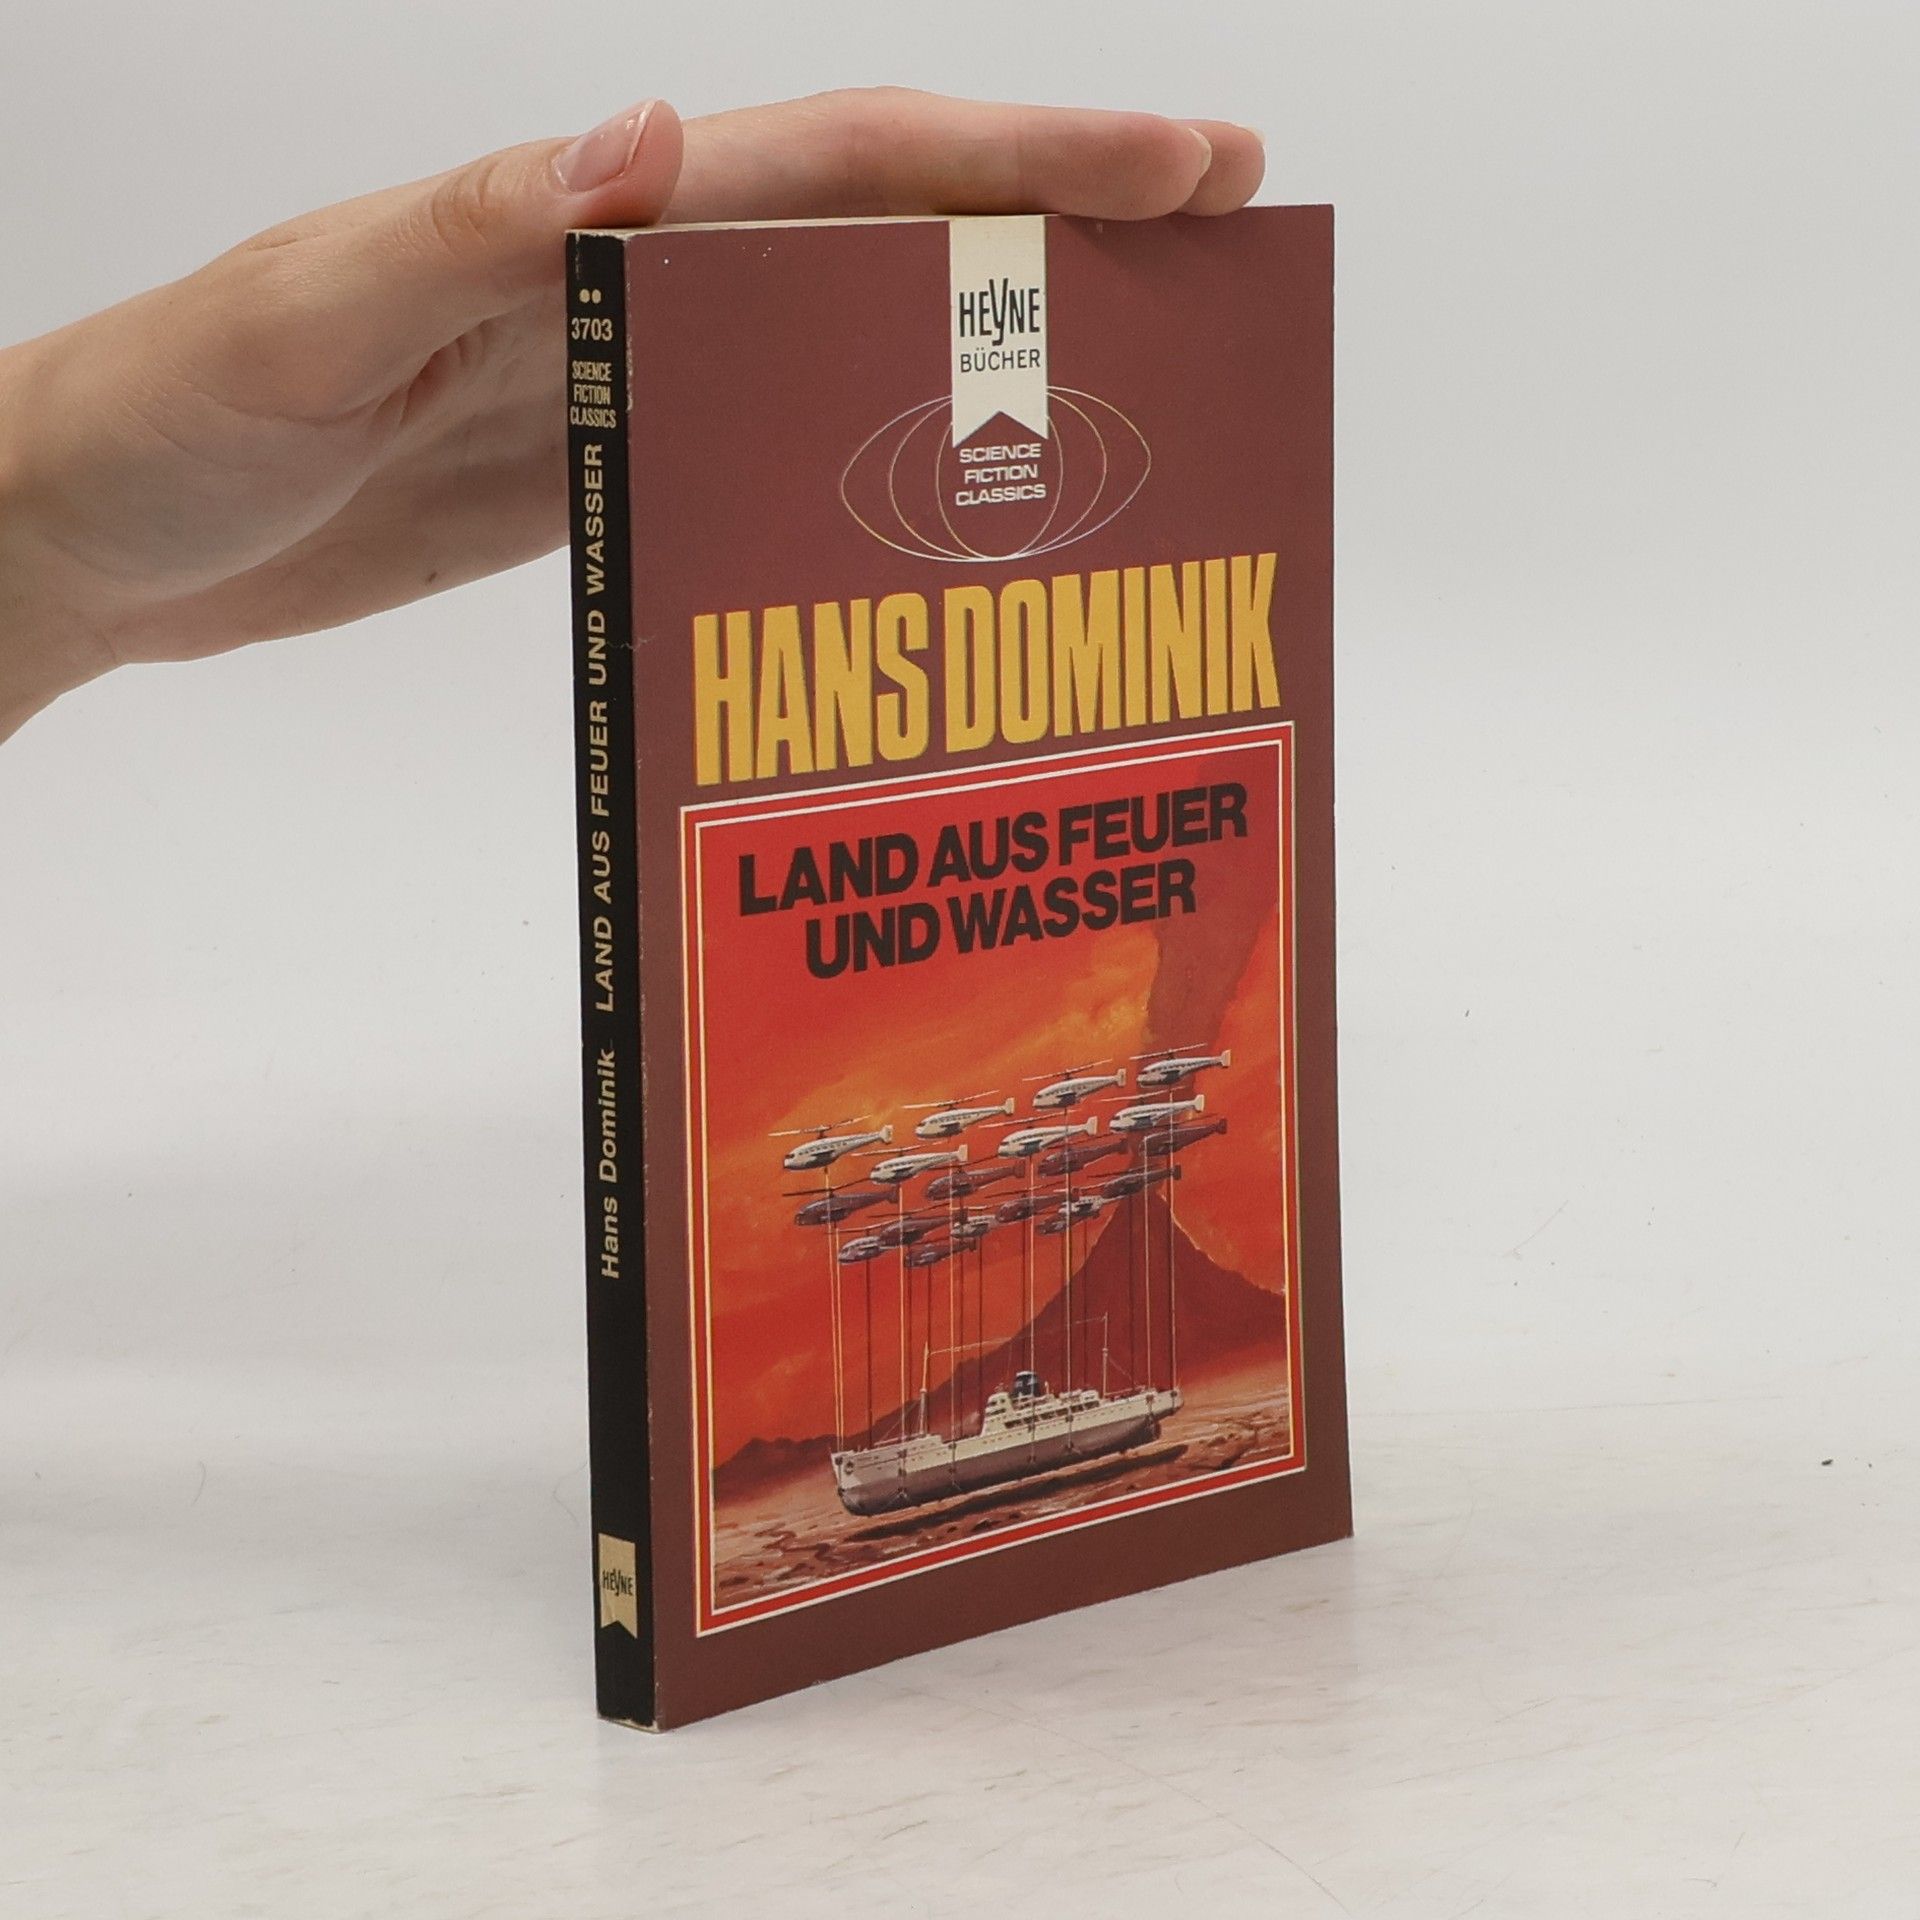 ●● 
3703
SCIENCE
FICTION
CLASSICS
Hans Dominik LAND AUS FEUER UND WASSER
HEYNE
HEYNE
BÜCHER
SCIENCE
FICTION
CLASSICS
HANS DOMINIK
LAND AUS FEUER
UND WASSER